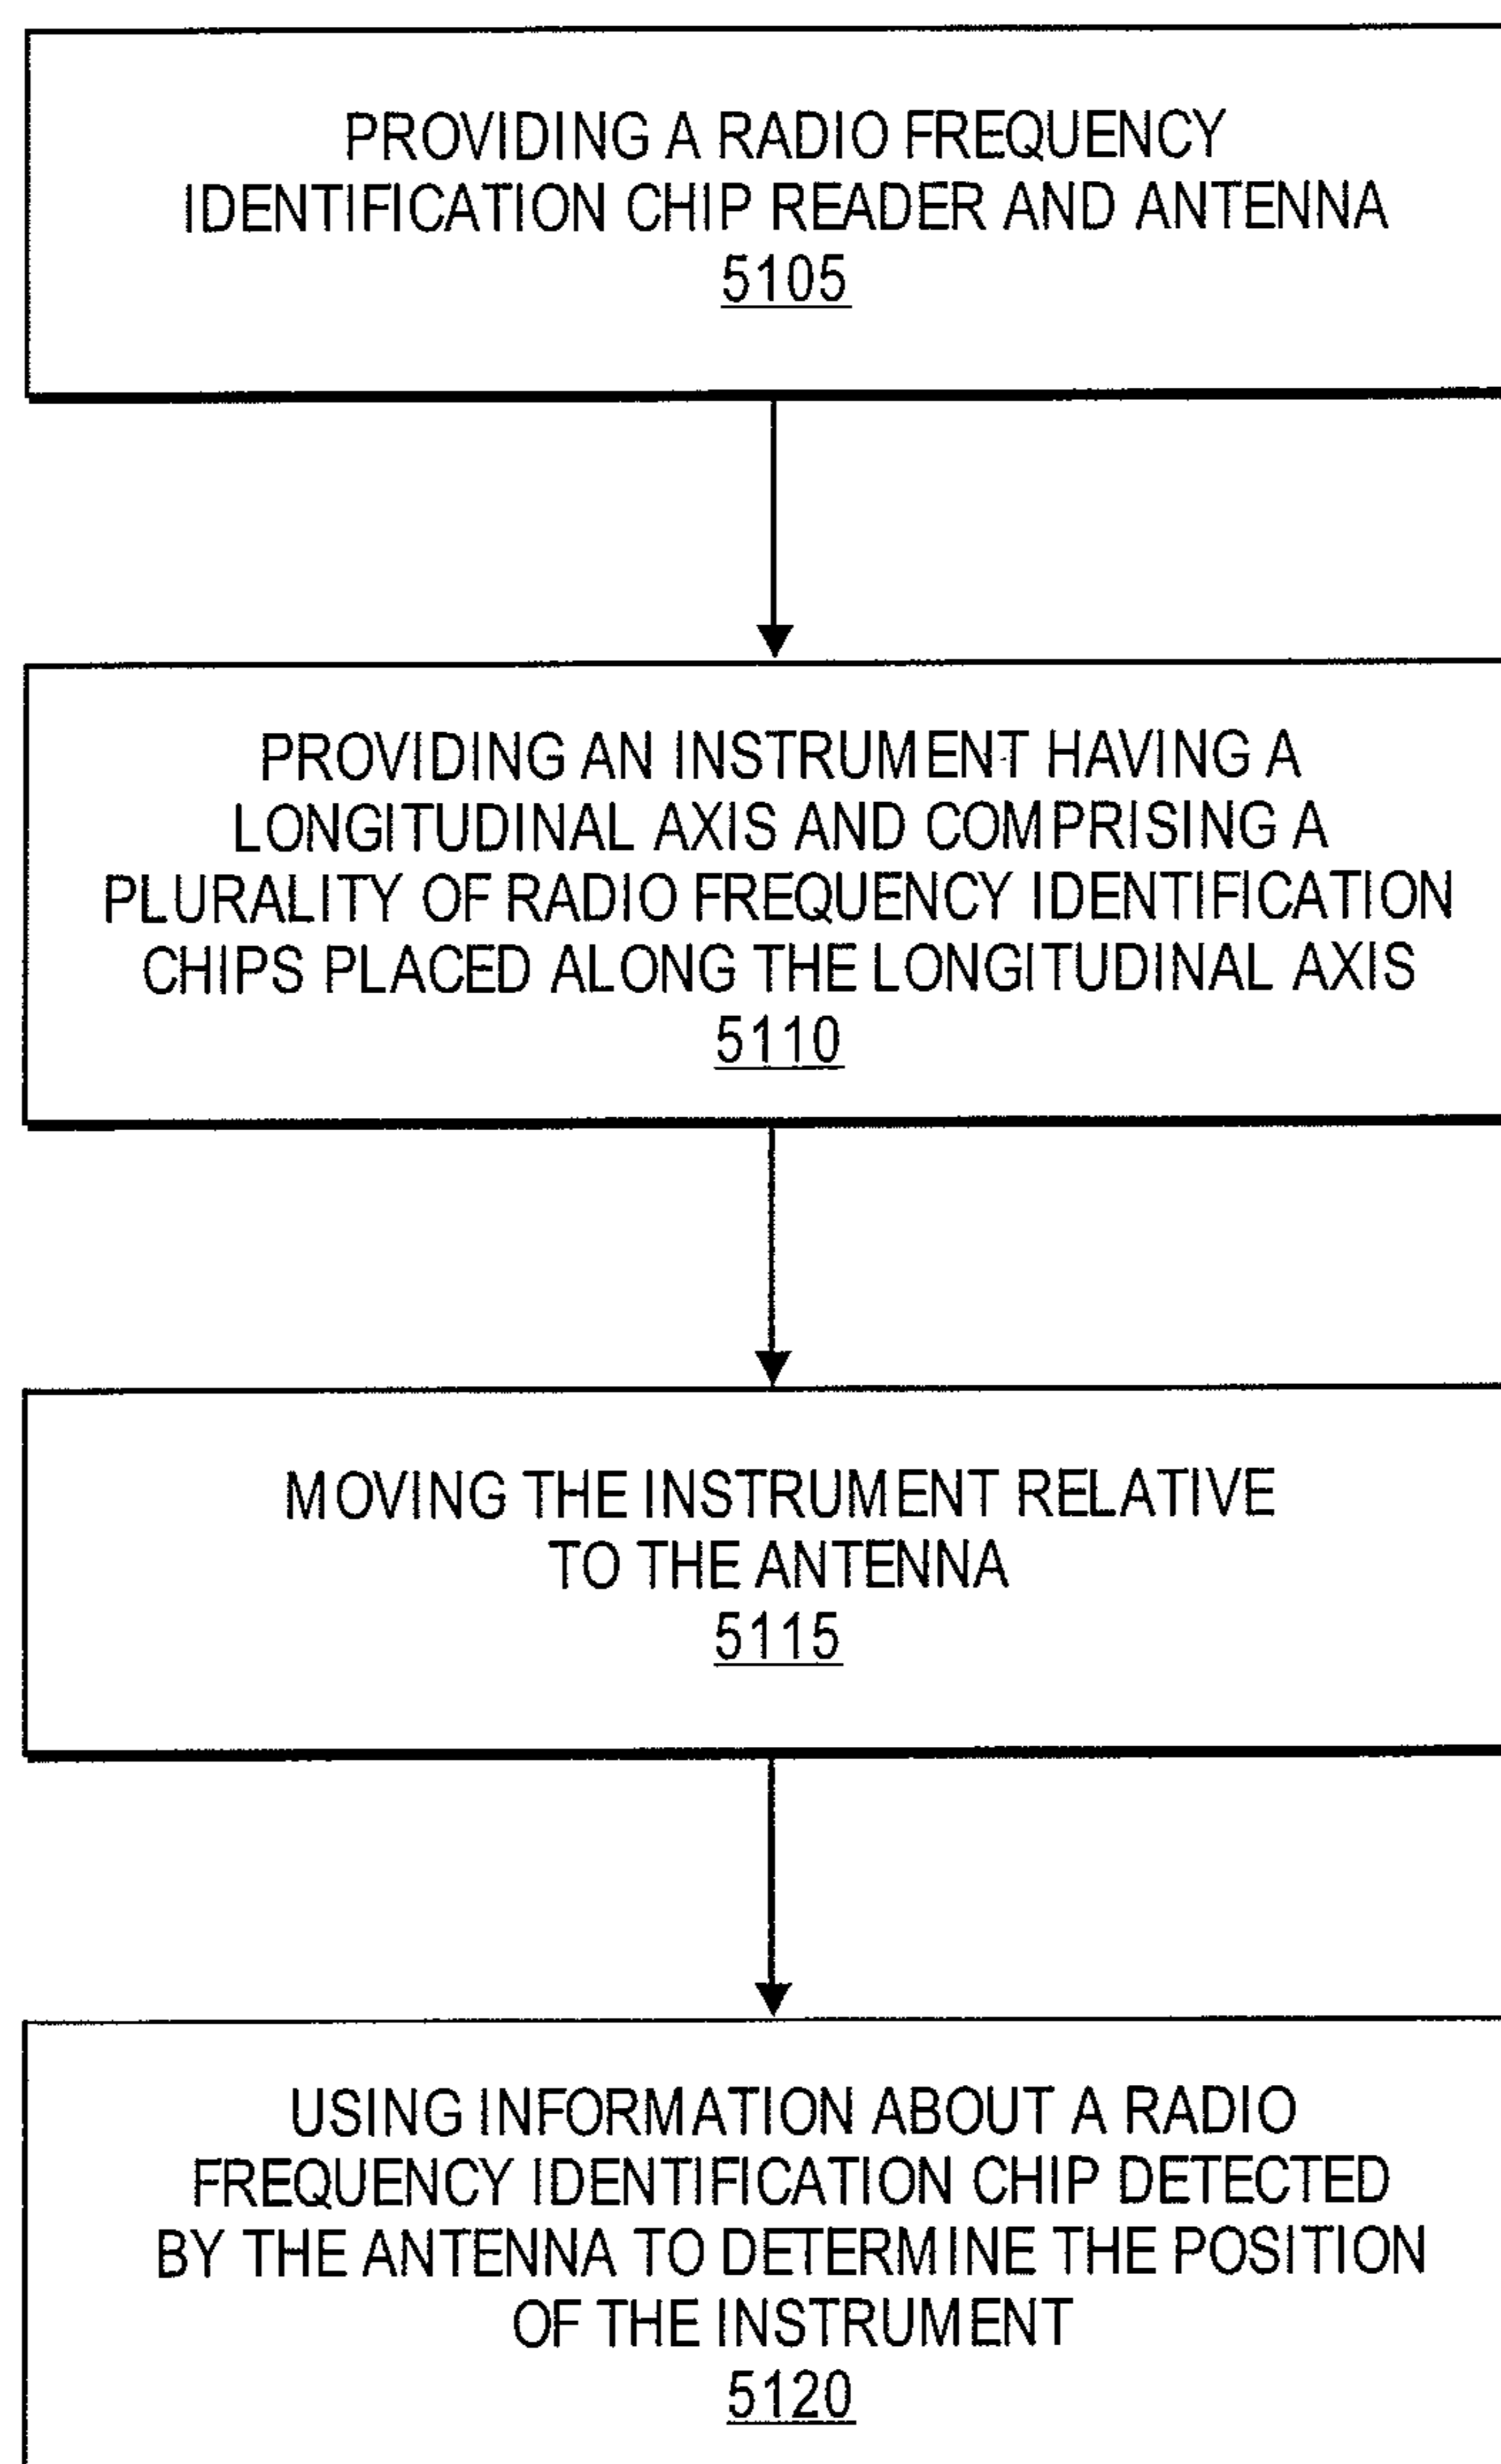 PROVIDING A RADIO FREQUENCY
IDENTIFICATION CHIP READER AND ANTENNA
5105
PROVIDING AN INSTRUMENT HAVING A
LONGITUDINAL AXIS AND COMPRISING A
PLURALITY OF RADIO FREQUENCY IDENTIFICATION
CHIPS PLACED ALONG THE LONGITUDINAL AXIS
5110
MOVING THE INSTRUMENT RELATIVE
TO THE ANTENNA
5115
USING INFORMATION ABOUT A RADIO
FREQUENCY IDENTIFICATION CHIP DETECTED
BY THE ANTENNA TO DETERMINE THE POSITION
OF THE INSTRUMENT
5120